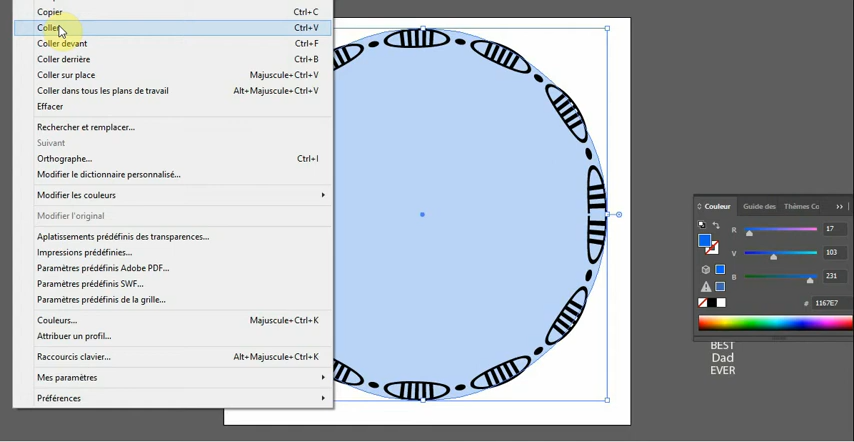 Copier Ctrl+C
Coller Ctrl+V
Coller devant Ctrl+F
Coller derrière Ctrl+B
Coller sur place Majuscule+Ctrl+V
Coller dans tous les plans de travail Alt+Majuscule+Ctrl+V
Effacer
Rechercher et remplacer...
Suivant
Orthographe... Ctrl+I
Modifier le dictionnaire personnalisé...
Modifier les couleurs
Modifier l'original
Aplatissements prédéfinis des transparences...
Impressions prédéfinies...
Paramètres prédéfinis Adobe PDF...
Paramètres prédéfinis SWF...
Paramètres prédéfinis de la grille...
Couleurs... Majuscule+Ctrl+K
Attribuer un profil...
Raccourcis clavier... Alt+Majuscule+Ctrl+K
Mes paramètres
Préférences
Couleur Guide des Thèmes Co
R 17
V 103
B 231
# 1167E7
BEST
Dad
EVER